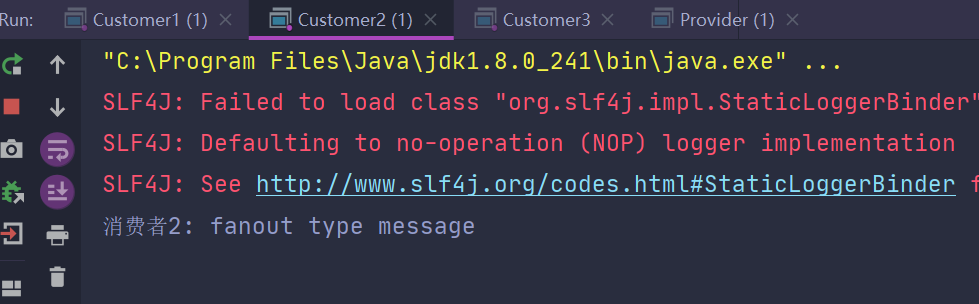 Run: Customer1 (1) Customer2 (1) Customer3 Provider (1)
"C:\Program Files\Java\jdk1.8.0_241\bin\java.exe" ...
SLF4J: Failed to load class "org.slf4j.impl.StaticLoggerBinder"
SLF4J: Defaulting to no-operation (NOP) logger implementation
SLF4J: See http://www.slf4j.org/codes.html#StaticLoggerBinder f
消费者2: fanout type message